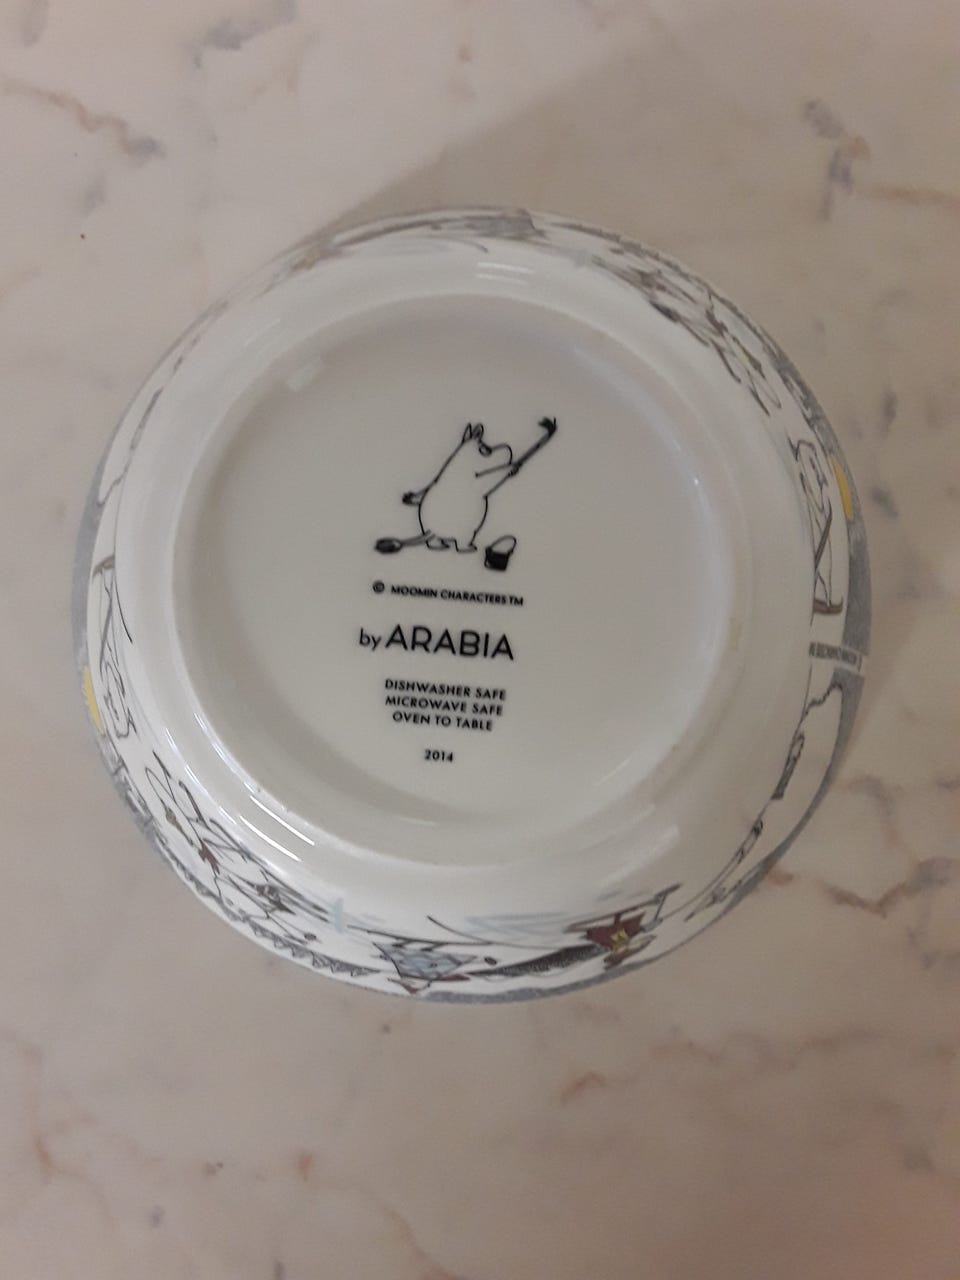 © MOOMIN CHARACTERS TM
by ARABIA
DISHWASHER SAFE
MICROWAVE SAFE
OVEN TO TABLE
2014